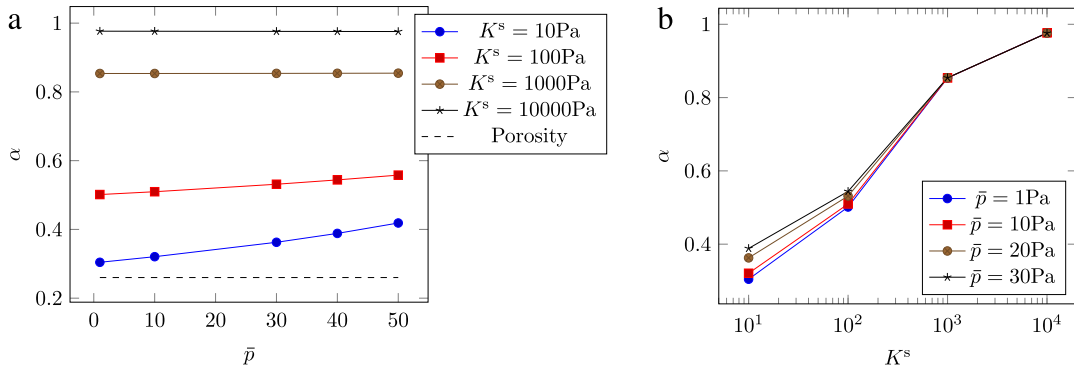 a
1
0.8
0.6
0.4
0.2
α
0 10 20 30 40 50
p̄
Kˢ = 10Pa
Kˢ = 100Pa
Kˢ = 1000Pa
Kˢ = 10000Pa
Porosity
b
1
0.8
0.6
0.4
α
10¹ 10² 10³ 10⁴
Kˢ
p̄ = 1Pa
p̄ = 10Pa
p̄ = 20Pa
p̄ = 30Pa